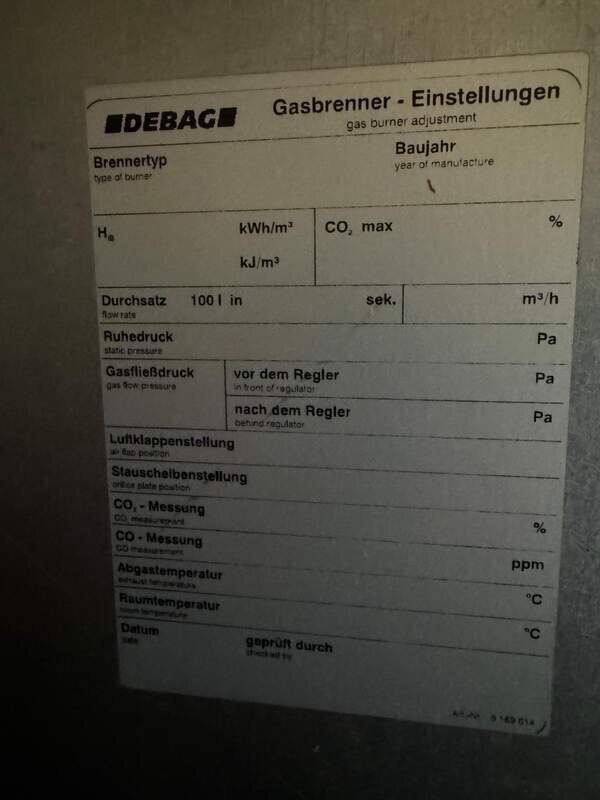 DEBAG
Gasbrenner - Einstellungen
gas burner adjustment
Brennertyp
type of burner
Baujahr
year of manufacture
H
kWh/m³
kJ/m³
CO₂ max
%
Durchsatz 100 l in sek. m³/h
flow rate
Ruhedruck Pa
static pressure
Gasfließdruck
gas flow pressure
vor dem Regler Pa
in front of regulator
nach dem Regler Pa
behind regulator
Luftklappenstellung
air flap position
Stauscheibenstellung
orifice plate position
CO₂ - Messung %
CO₂ measurement
CO - Messung ppm
CO measurement
Abgastemperatur °C
exhaust temperature
Raumtemperatur °C
room temperature
Datum
date
geprüft durch
checked by
Art.-Nr.